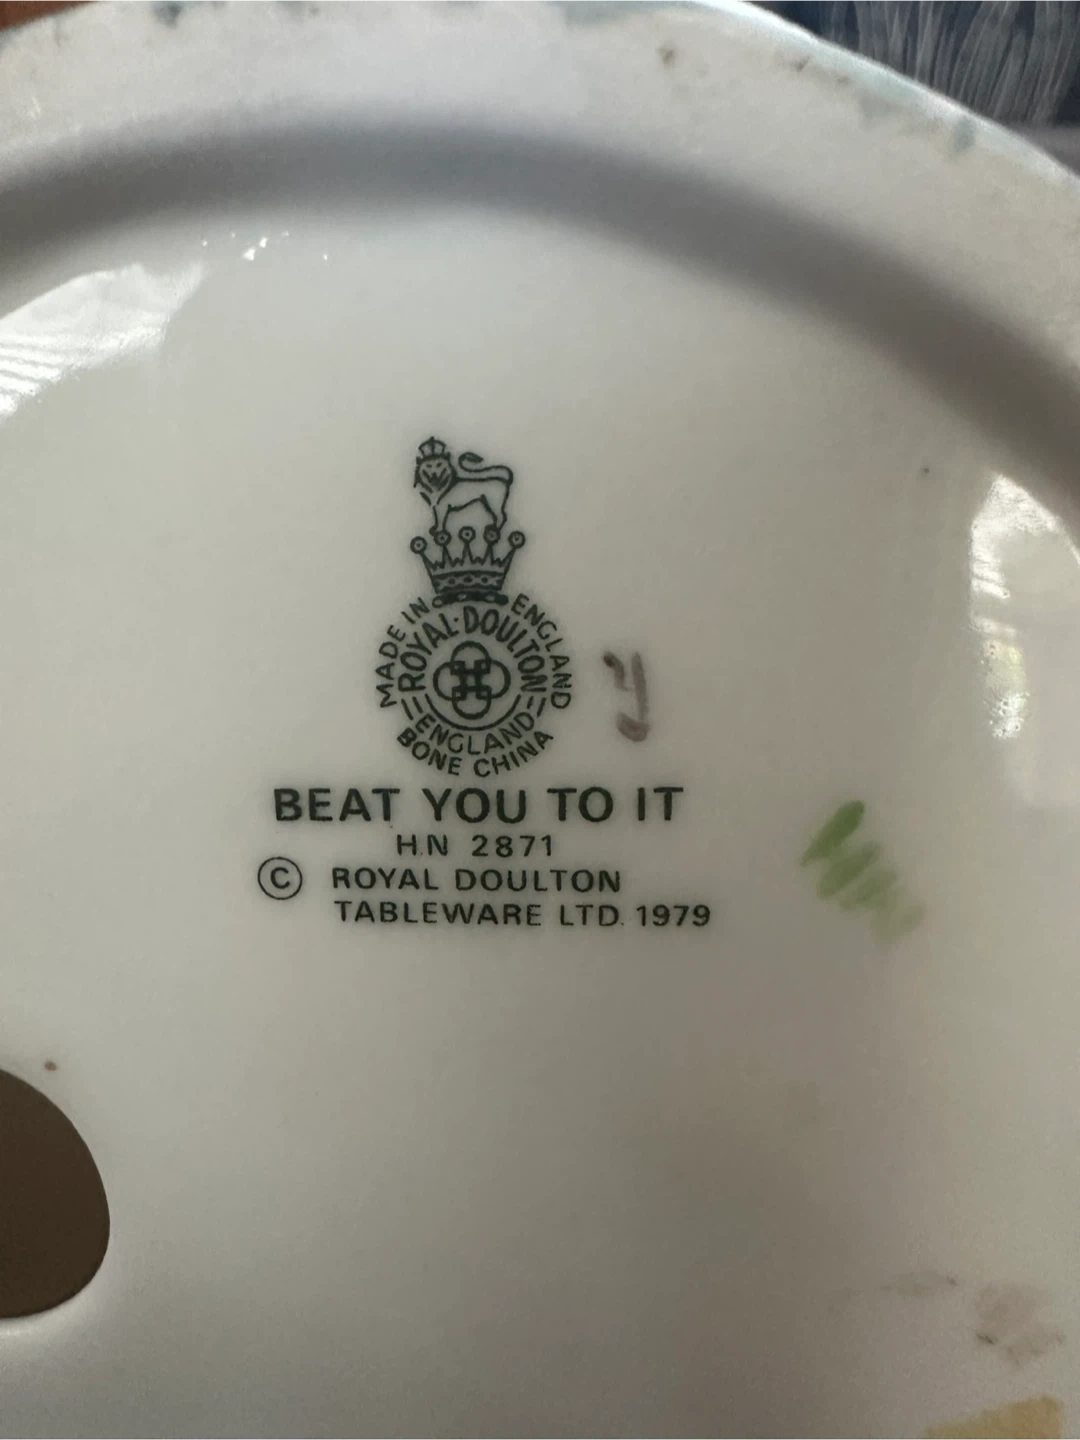 MADE IN ENGLAND
ROYAL·DOULTON
ENGLAND
BONE CHINA
BEAT YOU TO IT
H.N 2871
© ROYAL DOULTON
TABLEWARE LTD. 1979